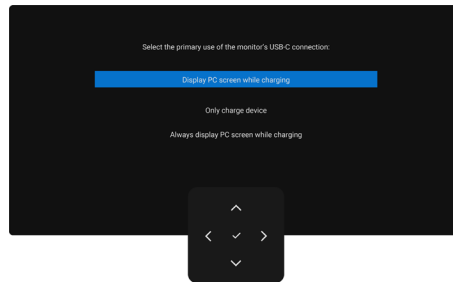 Select the primary use of the monitor's USB-C connection:
Display PC screen while charging
Only charge device
Always display PC screen while charging